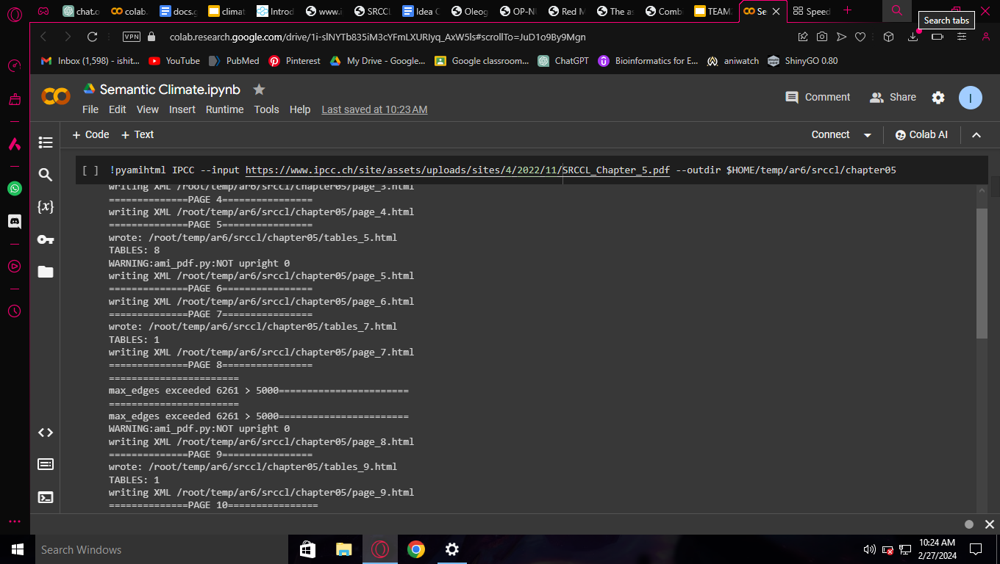 chat.o
colab.
docs.g
climat
Introd
www.i
SRCCL
Idea C
Oleog
OP-N
Red M
The as
Comb
TEAM
Se
Speed
Search tabs
VPN
colab.research.google.com/drive/1i-slNYTb835iM3cYFmLXURIyq_AxW5ls#scrollTo=JuD1o9By9Mgn
Inbox (1,598) - ishit...
YouTube
PubMed
Pinterest
My Drive - Google...
Google classroom...
ChatGPT
Bioinformatics for E...
aniwatch
ShinyGO 0.80
Semantic Climate.ipynb
Comment
Share
I
File Edit View Insert Runtime Tools Help Last saved at 10:23 AM
+ Code + Text
Connect
Colab AI
[ ] !pyamihtml IPCC --input https://www.ipcc.ch/site/assets/uploads/sites/4/2022/11/SRCCL_Chapter_5.pdf --outdir $HOME/temp/ar6/srccl/chapter05
writing XML /root/temp/ar6/srccl/chapter05/page_3.html
==============PAGE 4================
writing XML /root/temp/ar6/srccl/chapter05/page_4.html
==============PAGE 5================
wrote: /root/temp/ar6/srccl/chapter05/tables_5.html
TABLES: 8
WARNING:ami_pdf.py:NOT upright 0
writing XML /root/temp/ar6/srccl/chapter05/page_5.html
==============PAGE 6================
writing XML /root/temp/ar6/srccl/chapter05/page_6.html
==============PAGE 7================
wrote: /root/temp/ar6/srccl/chapter05/tables_7.html
TABLES: 1
writing XML /root/temp/ar6/srccl/chapter05/page_7.html
==============PAGE 8================
=======================
max_edges exceeded 6261 > 5000=======================
=======================
max_edges exceeded 6261 > 5000=======================
WARNING:ami_pdf.py:NOT upright 0
writing XML /root/temp/ar6/srccl/chapter05/page_8.html
==============PAGE 9================
wrote: /root/temp/ar6/srccl/chapter05/tables_9.html
TABLES: 1
writing XML /root/temp/ar6/srccl/chapter05/page_9.html
==============PAGE 10================
{x}
Search Windows
10:24 AM
2/27/2024